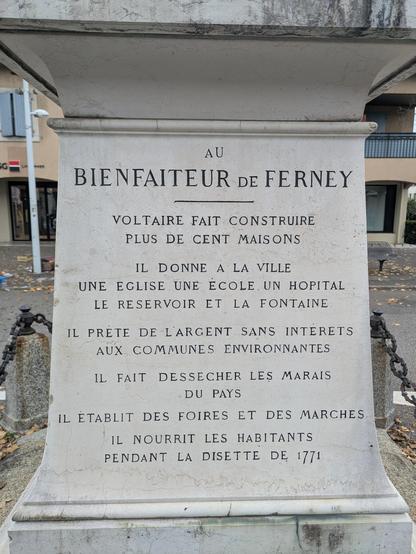 AU
BIENFAITEUR DE FERNEY
VOLTAIRE FAIT CONSTRUIRE
PLUS DE CENT MAISONS
IL DONNE A LA VILLE
UNE EGLISE UNE ÉCOLE UN HOPITAL
LE RESERVOIR ET LA FONTAINE
IL PRÊTE DE L'ARGENT SANS INTERETS
AUX COMMUNES ENVIRONNANTES
IL FAIT DESSECHER LES MARAIS
DU PAYS
IL ETABLIT DES FOIRES ET DES MARCHES
IL NOURRIT LES HABITANTS
PENDANT LA DISETTE DE 1771